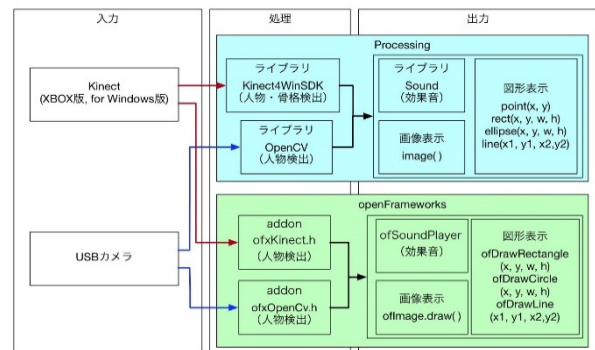 入力
処理
出力
Kinect
(XBOX版, for Windows版)
USBカメラ
Processing
ライブラリ
Kinect4WinSDK
(人物・骨格検出)
ライブラリ
OpenCV
(人物検出)
ライブラリ
Sound
(効果音)
画像表示
image( )
図形表示
point(x, y)
rect(x, y, w, h)
ellipse(x, y, w, h)
line(x1, y1, x2,y2)
openFrameworks
addon
ofxKinect.h
(人物検出)
addon
ofxOpenCv.h
(人物検出)
ofSoundPlayer
(効果音)
画像表示
ofImage.draw( )
図形表示
ofDrawRectangle
(x, y, w, h)
ofDrawCircle
(x, y, w, h)
ofDrawLine
(x1, y1, x2,y2)